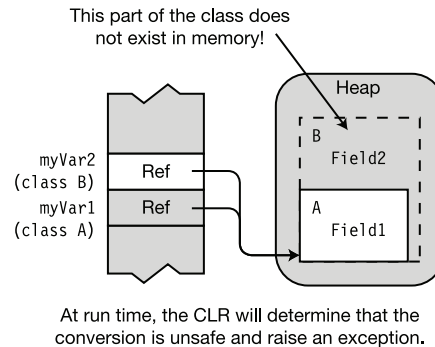 This part of the class does
not exist in memory!
Heap
B
Field2
myVar2
(class B)
Ref
myVar1
(class A)
Ref
A
Field1
At run time, the CLR will determine that the
conversion is unsafe and raise an exception.